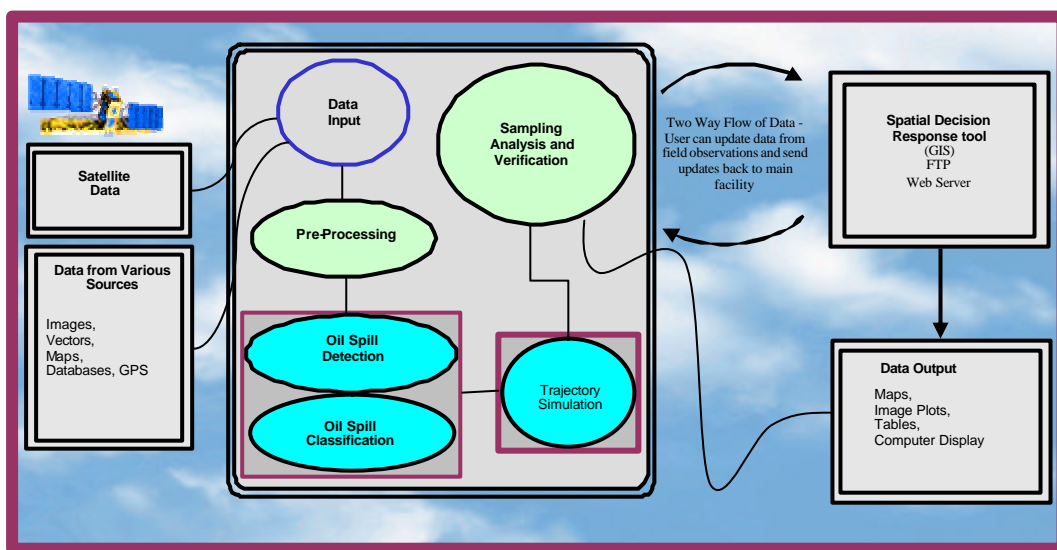 Satellite
Data
Data from Various
Sources
Images,
Vectors,
Maps,
Databases, GPS
Data
Input
Pre-Processing
Oil Spill
Detection
Oil Spill
Classification
Sampling
Analysis and
Verification
Trajectory
Simulation
Two Way Flow of Data -
User can update data from
field observations and send
updates back to main
facility
Spatial Decision
Response tool
(GIS)
FTP
Web Server
Data Output
Maps,
Image Plots,
Tables,
Computer Display